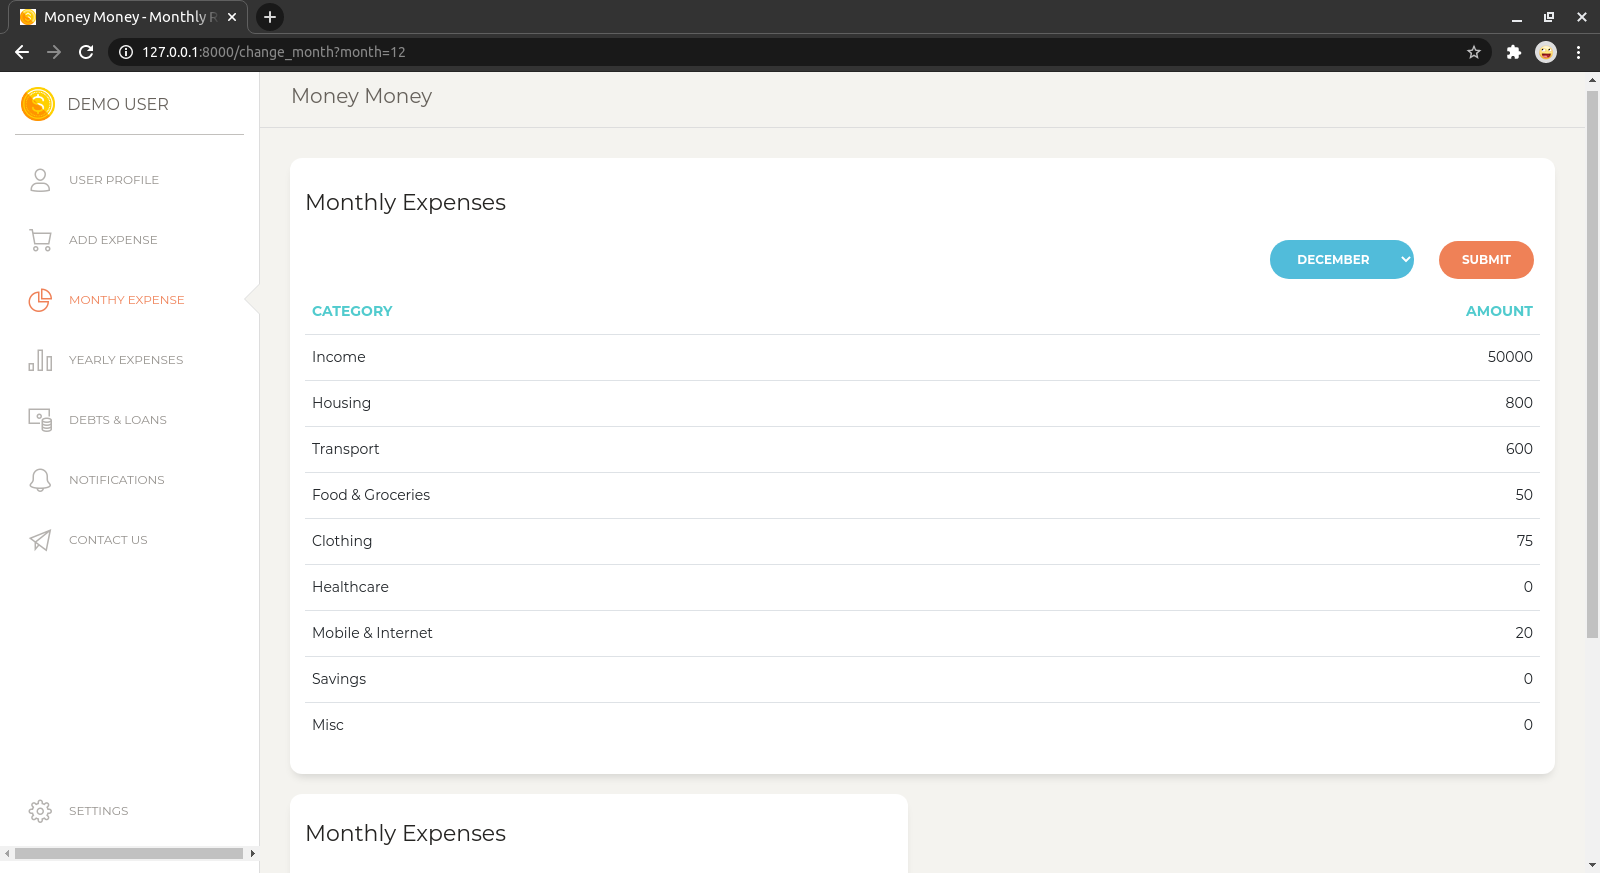 Money Money - Monthly R
127.0.0.1:8000/change_month?month=12
DEMO USER
USER PROFILE
ADD EXPENSE
MONTHY EXPENSE
YEARLY EXPENSES
DEBTS & LOANS
NOTIFICATIONS
CONTACT US
SETTINGS
Money Money
Monthly Expenses
DECEMBER SUBMIT
CATEGORY AMOUNT
Income 50000
Housing 800
Transport 600
Food & Groceries 50
Clothing 75
Healthcare 0
Mobile & Internet 20
Savings 0
Misc 0
Monthly Expenses